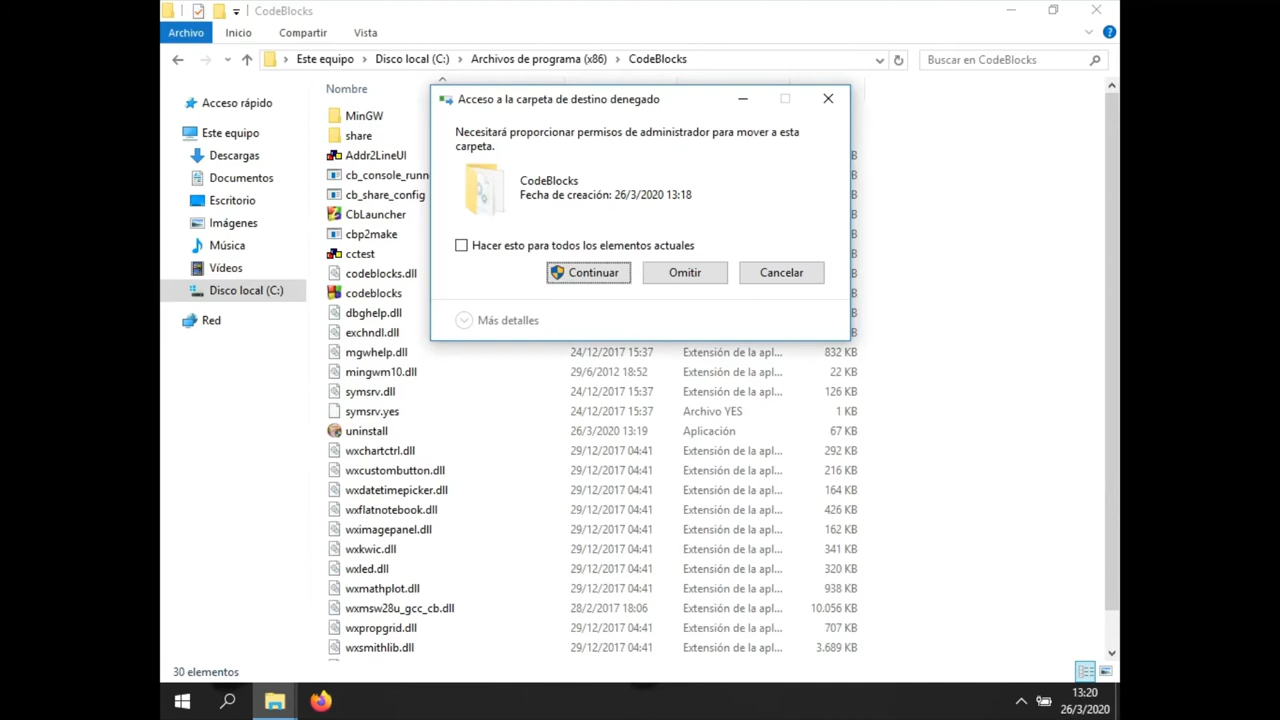 CodeBlocks
Archivo Inicio Compartir Vista
Este equipo Disco local (C:) Archivos de programa (x86) CodeBlocks
Buscar en CodeBlocks
Acceso rápido
Este equipo
Descargas
Documentos
Escritorio
Imágenes
Música
Vídeos
Disco local (C:)
Red
Nombre
Acceso a la carpeta de destino denegado
Necesitará proporcionar permisos de administrador para mover a esta
carpeta.
CodeBlocks
Fecha de creación: 26/3/2020 13:18
Hacer esto para todos los elementos actuales
Continuar Omitir Cancelar
Más detalles
MinGW
share
Addr2LineUI B
cb_console_runn B
cb_share_config B
CbLauncher B
cbp2make B
cctest B
codeblocks.dll B
codeblocks B
dbghelp.dll B
exchndl.dll B
mgwhelp.dll 24/12/2017 15:37 Extensión de la apl... 832 KB
mingwm10.dll 29/6/2012 18:52 Extensión de la apl... 22 KB
symsrv.dll 24/12/2017 15:37 Extensión de la apl... 126 KB
symsrv.yes 24/12/2017 15:37 Archivo YES 1 KB
uninstall 26/3/2020 13:19 Aplicación 67 KB
wxchartctrl.dll 29/12/2017 04:41 Extensión de la apl... 292 KB
wxcustombutton.dll 29/12/2017 04:41 Extensión de la apl... 216 KB
wxdatetimepicker.dll 29/12/2017 04:41 Extensión de la apl... 164 KB
wxflatnotebook.dll 29/12/2017 04:41 Extensión de la apl... 426 KB
wximagepanel.dll 29/12/2017 04:41 Extensión de la apl... 162 KB
wxkwic.dll 29/12/2017 04:41 Extensión de la apl... 341 KB
wxled.dll 29/12/2017 04:41 Extensión de la apl... 320 KB
wxmathplot.dll 29/12/2017 04:41 Extensión de la apl... 938 KB
wxmsw28u_gcc_cb.dll 28/2/2017 18:06 Extensión de la apl... 10.056 KB
wxpropgrid.dll 29/12/2017 04:41 Extensión de la apl... 707 KB
wxsmithlib.dll 29/12/2017 04:41 Extensión de la apl... 3.689 KB
30 elementos
13:20
26/3/2020